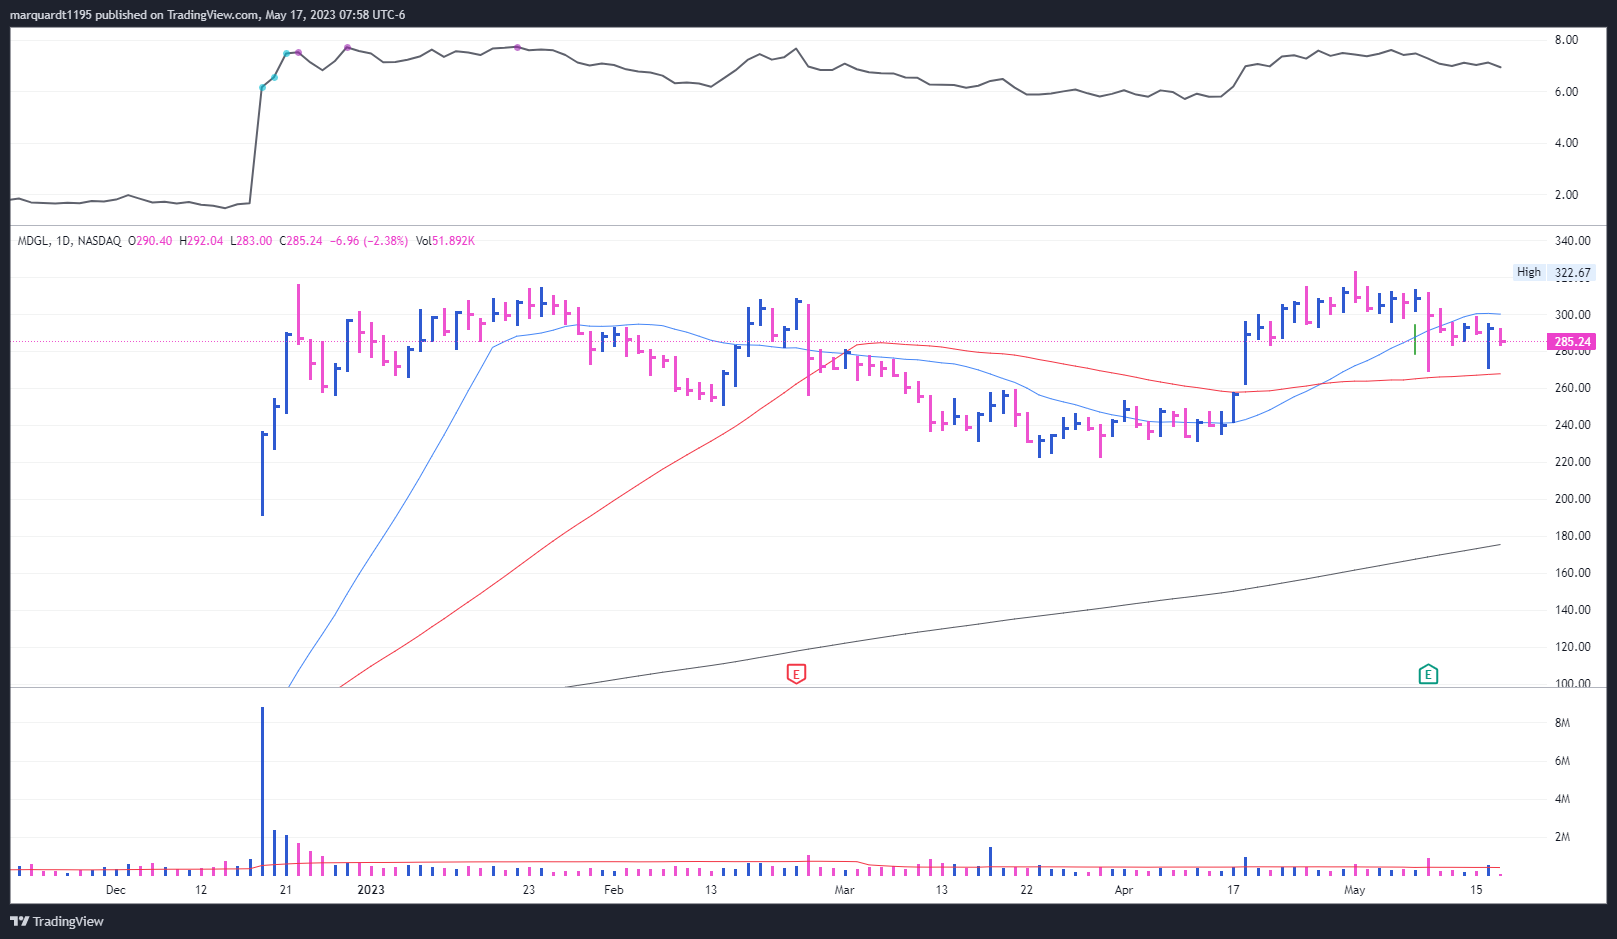 marquardt1195 published on TradingView.com, May 17, 2023 07:58 UTC-6
8.00
6.00
4.00
2.00
MDGL, 1D, NASDAQ O290.40 H292.04 L283.00 C285.24 −6.96 (−2.38%) Vol51.892K
340.00
High 322.67
300.00
285.24
280.00
260.00
240.00
220.00
200.00
180.00
160.00
140.00
120.00
100.00
E
E
8M
6M
4M
2M
Dec 12 21 2023 23 Feb 13 Mar 13 22 Apr 17 May 15
TradingView